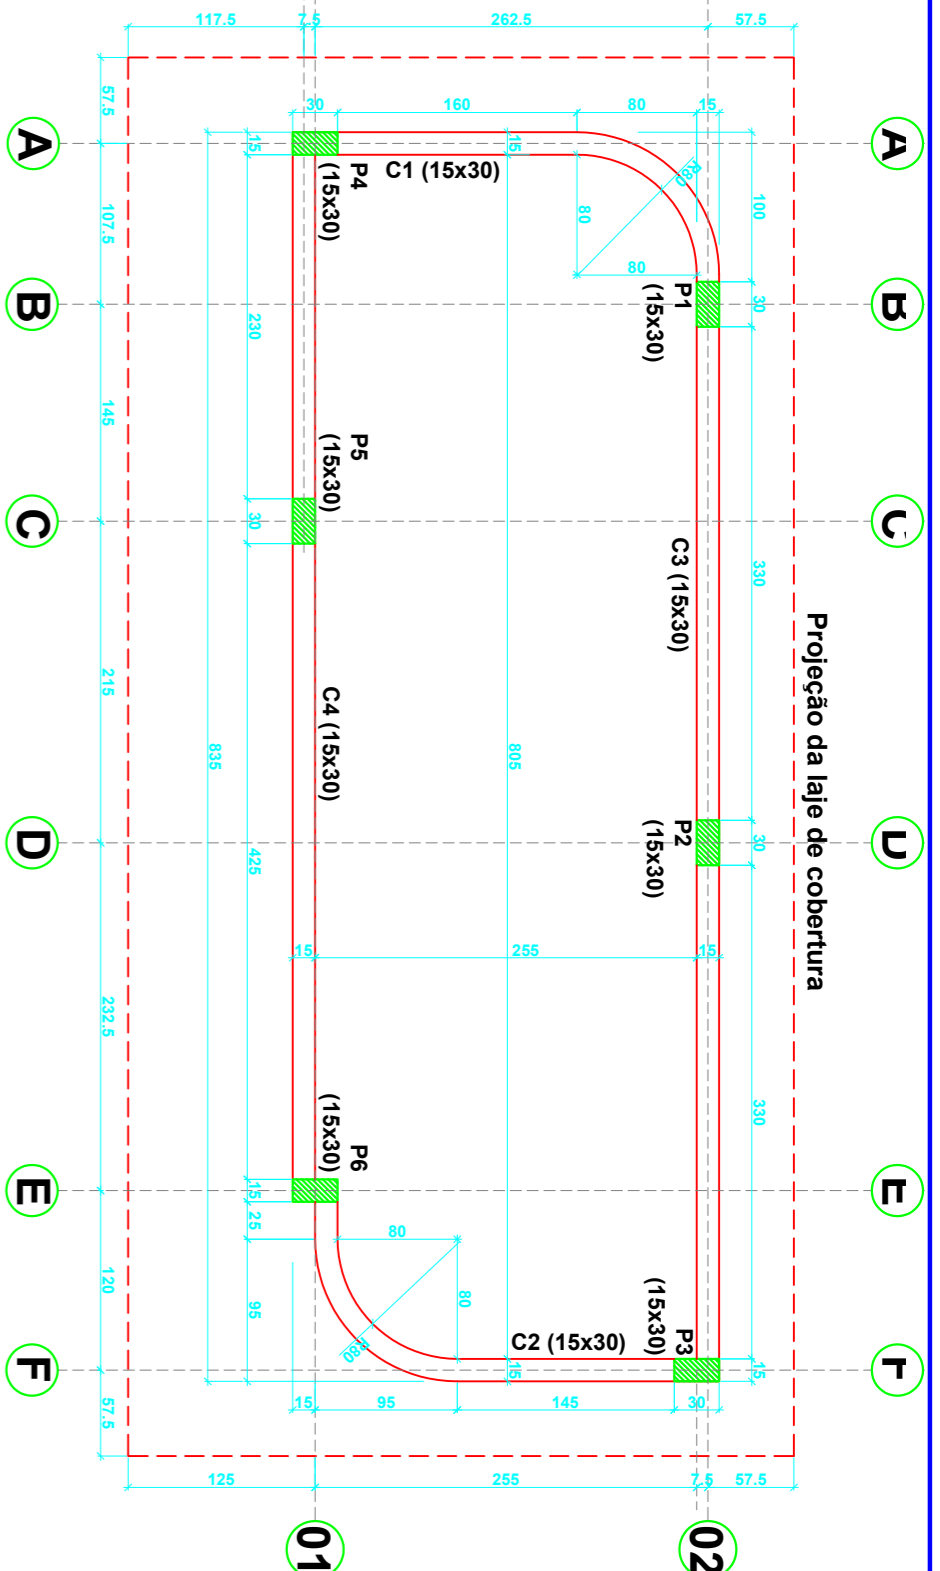 117.5
7.5
262.5
57.5
57.5
30
160
80
15
A
A
15
15
P4
(15x30)
C1 (15x30)
R80
100
107.5
80
80
B
P1
(15x30)
30
230
145
P5
(15x30)
C
30
C3 (15x30)
330
Projeção da laje de cobertura
215
C4 (15x30)
835
805
D
P2
(15x30)
30
425
15
255
15
232.5
330
P6
(15x30)
E
15
25
80
80
95
R80
120
C2 (15x30)
P3
(15x30)
F
15
15
57.5
15
95
145
30
125
255
7.5
57.5
01
02